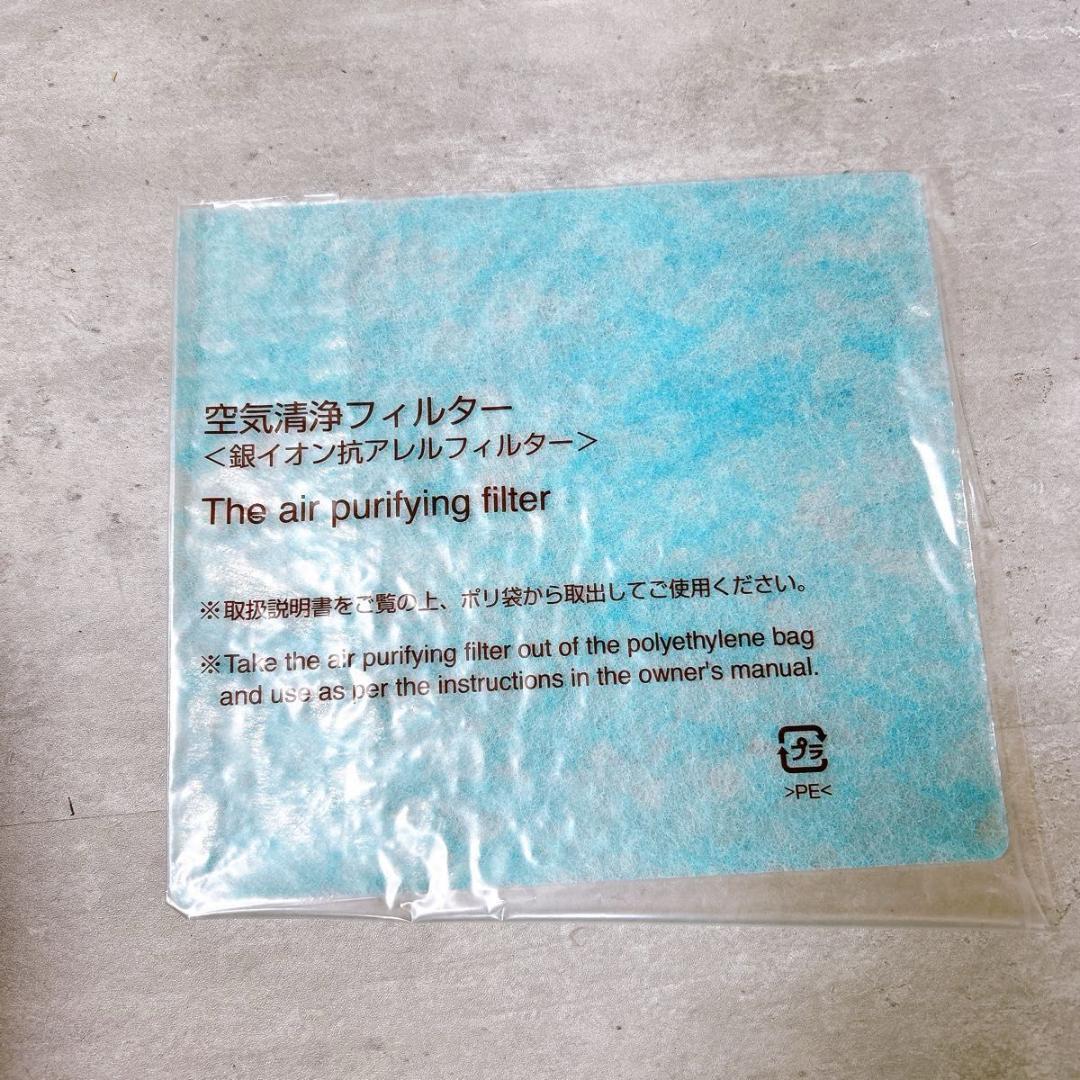 空気清浄フィルター
＜銀イオン抗アレルフィルター＞
The air purifying filter
※取扱説明書をご覧の上、ポリ袋から取出してご使用ください。
※Take the air purifying filter out of the polyethylene bag
and use as per the instructions in the owner's manual.
プラ
>PE<